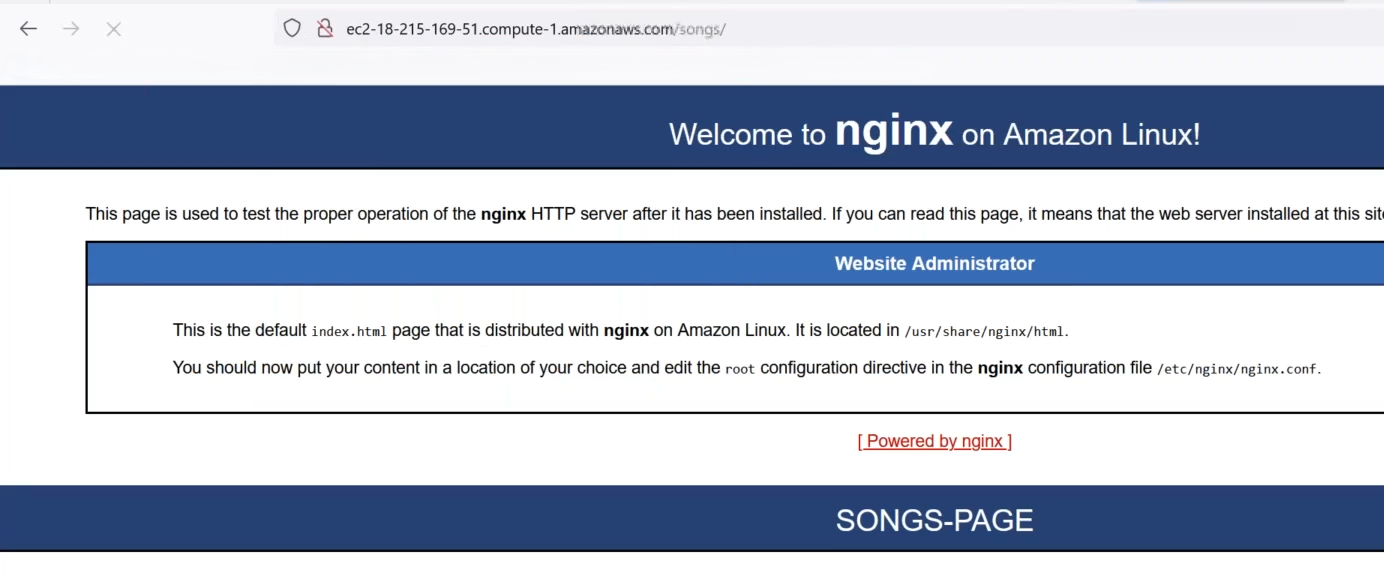 ec2-18-215-169-51.compute-1.amazonaws.com/songs/
Welcome to nginx on Amazon Linux!
This page is used to test the proper operation of the nginx HTTP server after it has been installed. If you can read this page, it means that the web server installed at this
Website Administrator
This is the default index.html page that is distributed with nginx on Amazon Linux. It is located in /usr/share/nginx/html.
You should now put your content in a location of your choice and edit the root configuration directive in the nginx configuration file /etc/nginx/nginx.conf.
[ Powered by nginx ]
SONGS-PAGE